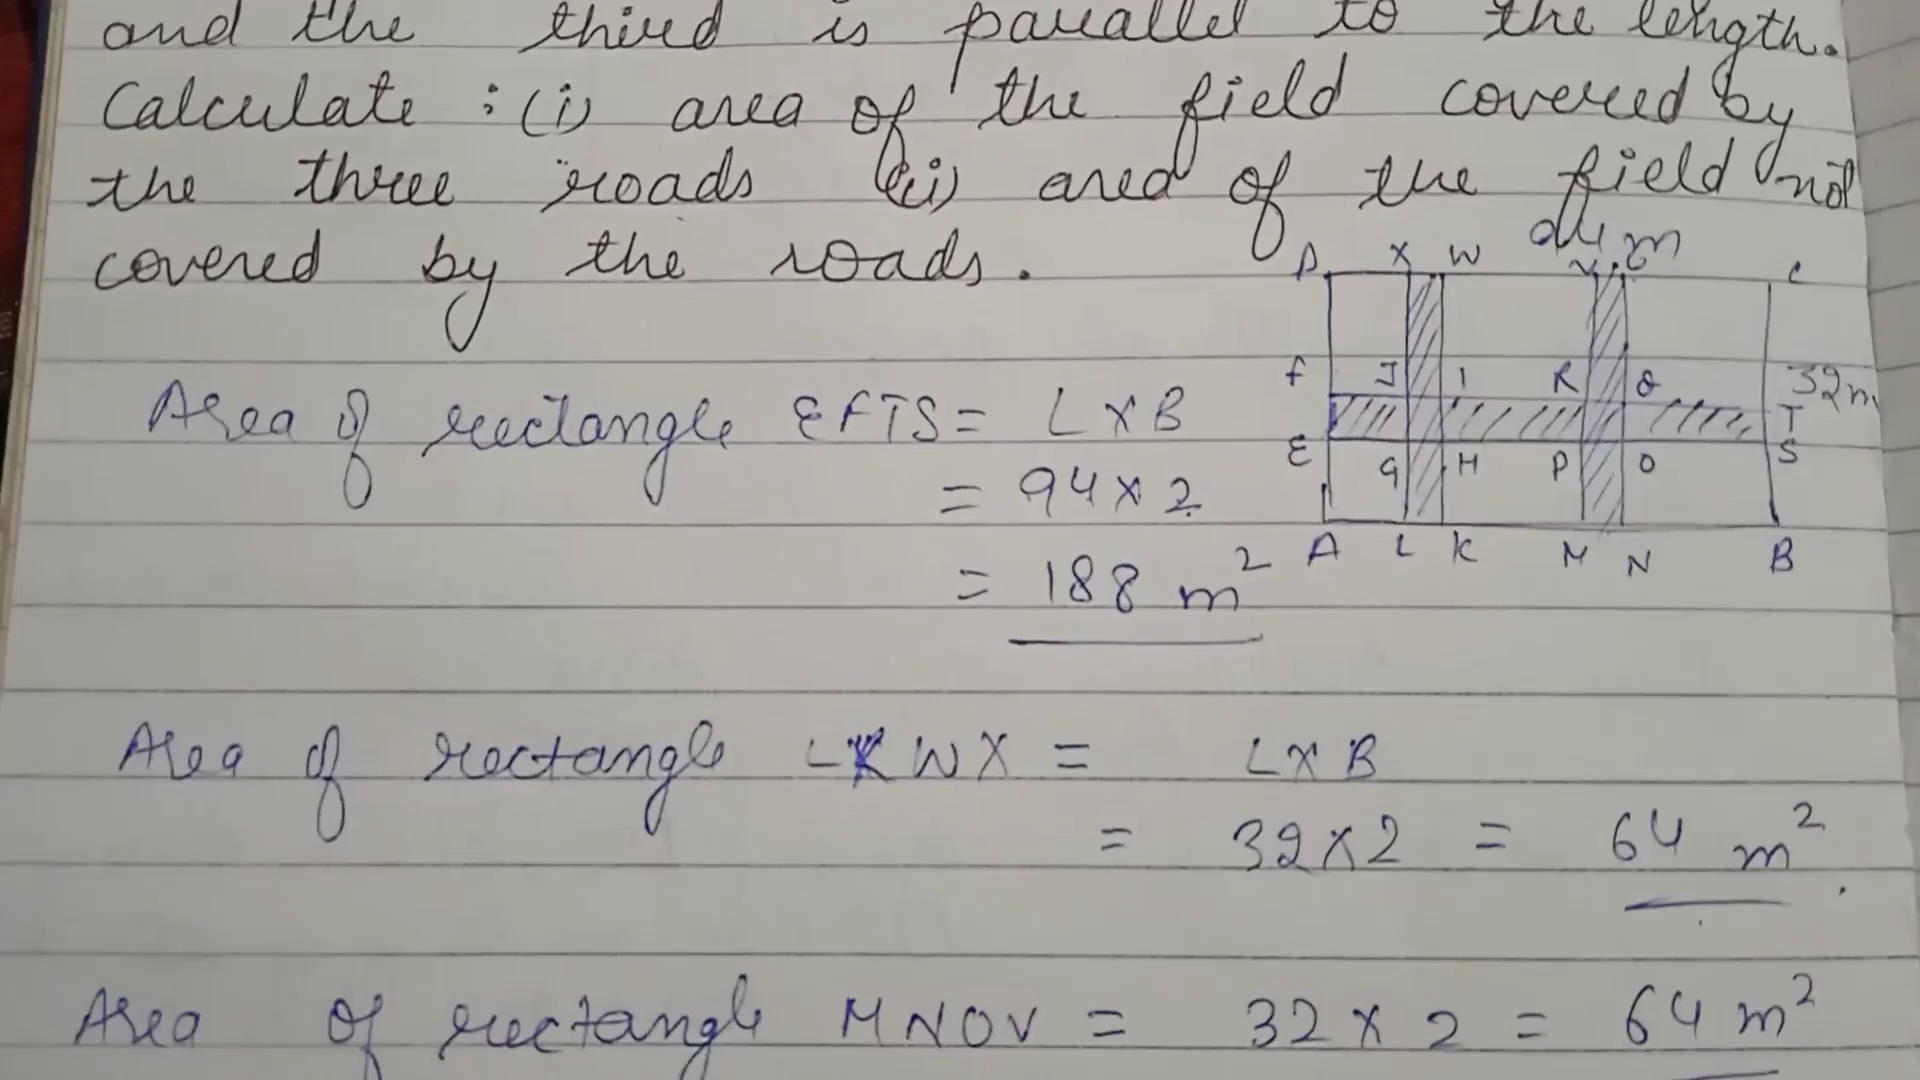 and the third is parallel to the length.
Calculate : (i) area of the field covered by
the three roads (ii) area of the field not
covered by the roads.
D X W V m C
F J I R Q 32m
T
E G H P O S
A L K M N B
Area of rectangle EFTS = L X B
= 94 x 2
= 188 m²
Area of rectangle LKWX = L X B
= 32 x 2 = 64 m²
Area of rectangle MNOV = 32 x 2 = 64 m²